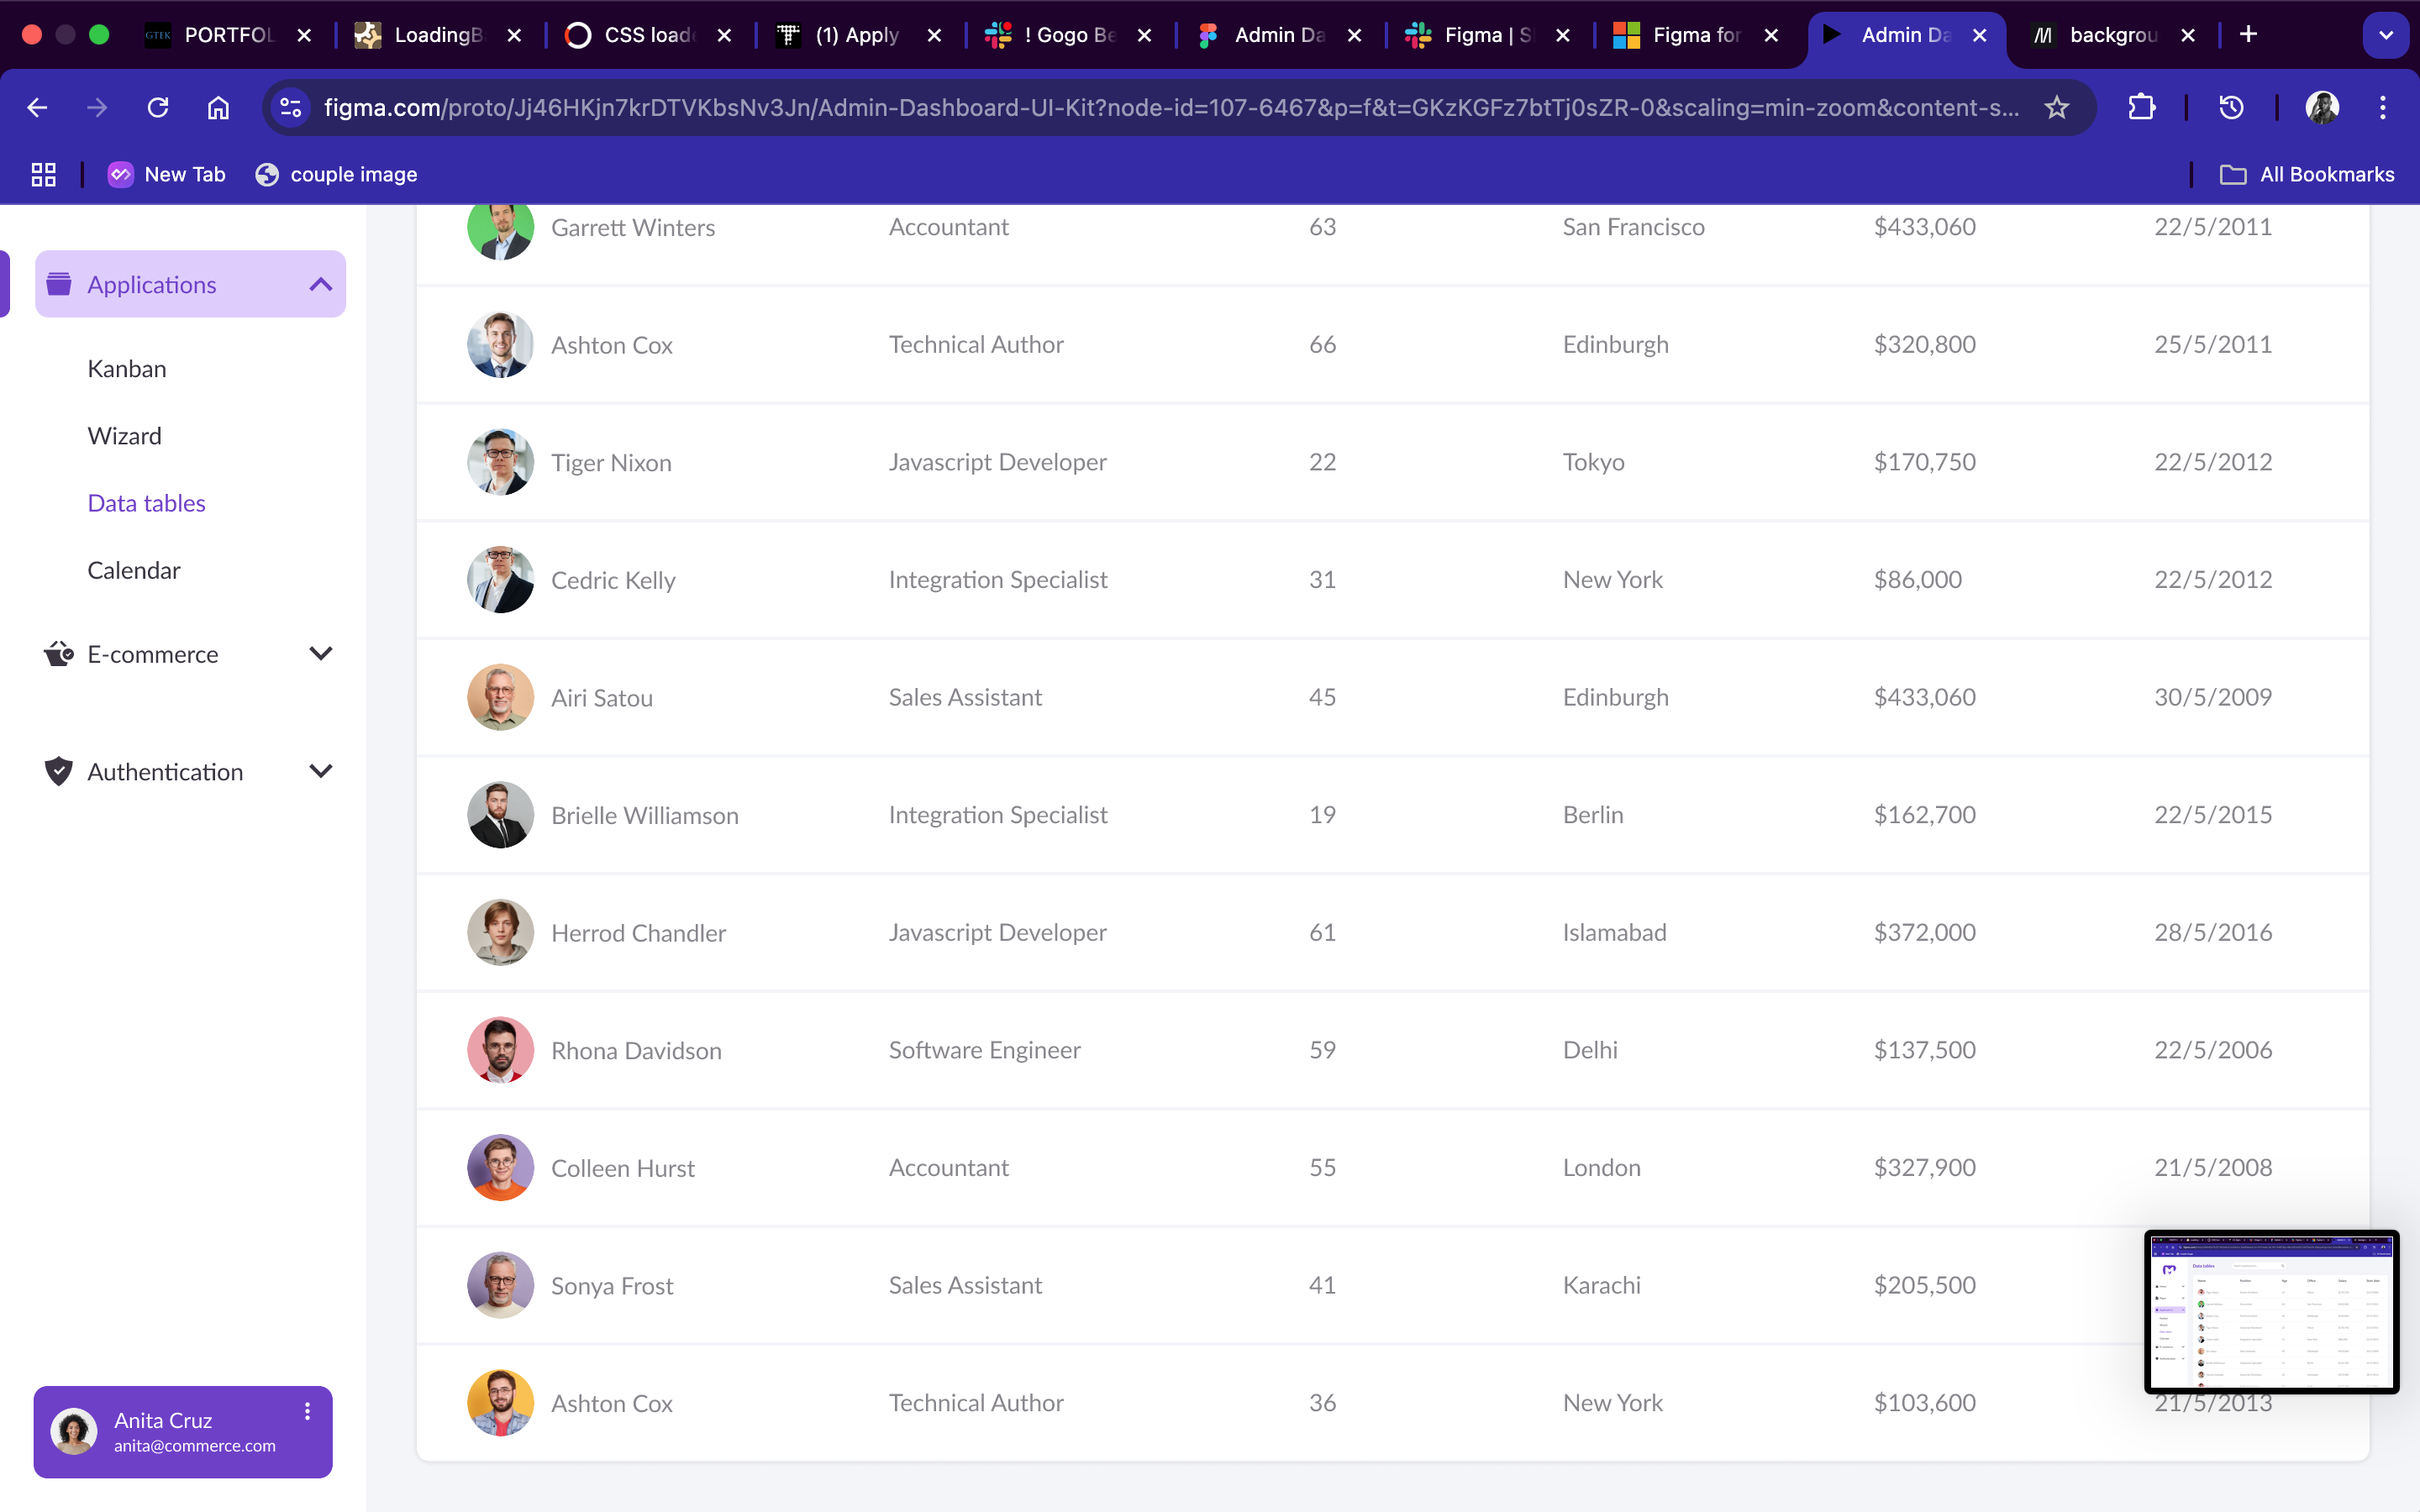 GTEK PORTFOL
LoadingB
CSS load
(1) Apply
! Gogo Be
Admin Da
Figma | S
Figma for
Admin Da
backgrou
figma.com/proto/Jj46HKjn7krDTVKbsNv3Jn/Admin-Dashboard-UI-Kit?node-id=107-6467&p=f&t=GKzKGFz7btTj0sZR-0&scaling=min-zoom&content-s...
New Tab
couple image
All Bookmarks
Applications
Kanban
Wizard
Data tables
Calendar
E-commerce
Authentication
Anita Cruz
anita@commerce.com
Garrett Winters Accountant 63 San Francisco $433,060 22/5/2011
Ashton Cox Technical Author 66 Edinburgh $320,800 25/5/2011
Tiger Nixon Javascript Developer 22 Tokyo $170,750 22/5/2012
Cedric Kelly Integration Specialist 31 New York $86,000 22/5/2012
Airi Satou Sales Assistant 45 Edinburgh $433,060 30/5/2009
Brielle Williamson Integration Specialist 19 Berlin $162,700 22/5/2015
Herrod Chandler Javascript Developer 61 Islamabad $372,000 28/5/2016
Rhona Davidson Software Engineer 59 Delhi $137,500 22/5/2006
Colleen Hurst Accountant 55 London $327,900 21/5/2008
Sonya Frost Sales Assistant 41 Karachi $205,500
Ashton Cox Technical Author 36 New York $103,600 21/5/2013
Data tables